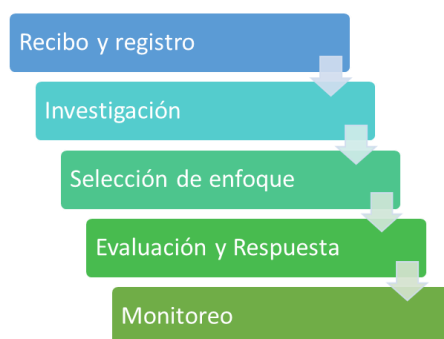 Recibo y registro
Investigación
Selección de enfoque
Evaluación y Respuesta
Monitoreo